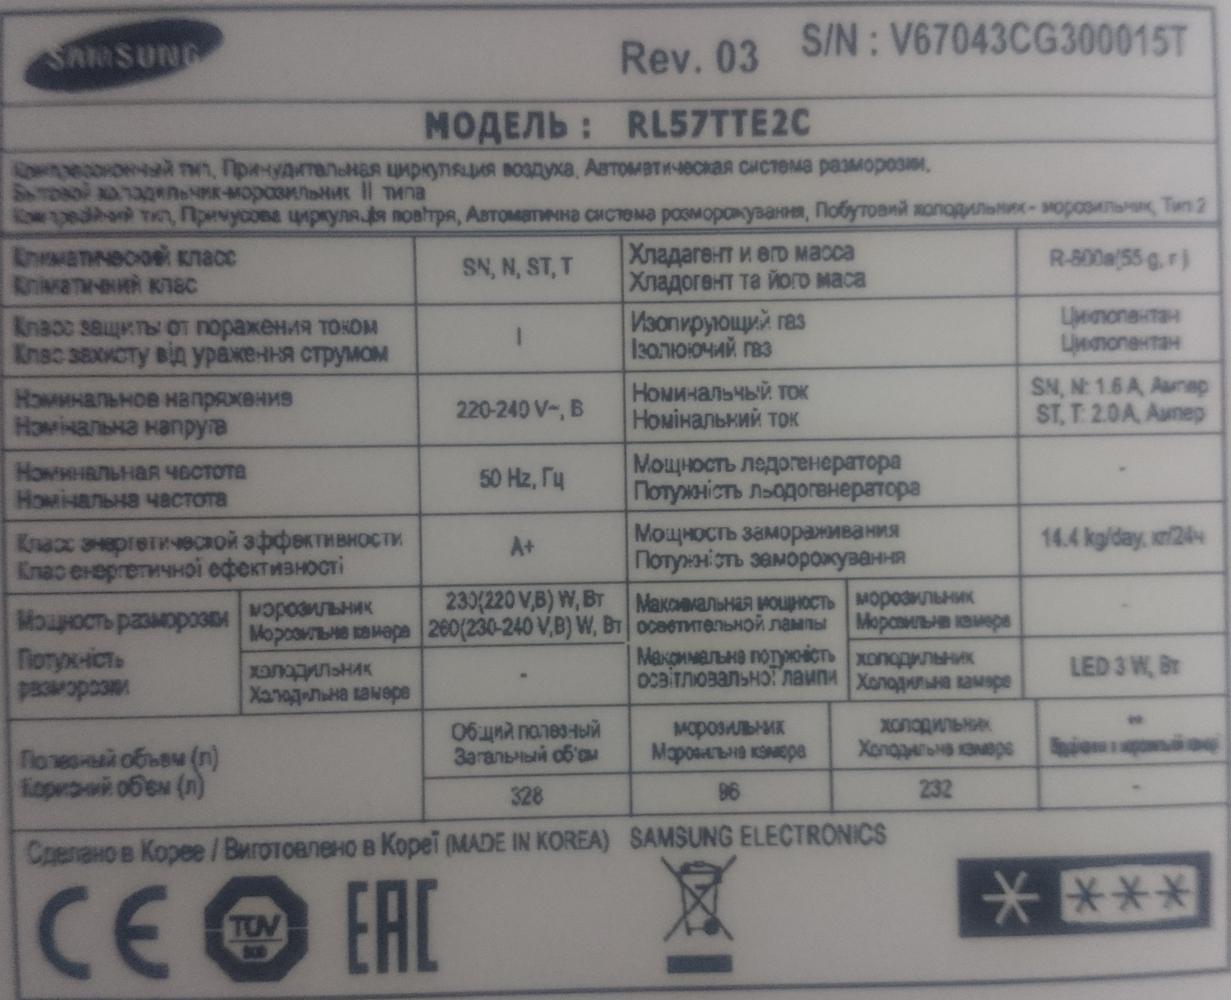 SAMSUNG
Rev. 03
S/N : V67043CG300015T
МОДЕЛЬ : RL57TTE2C
Компрессионный тип, Принудительная циркуляция воздуха, Автоматическая система разморозки,
Бытовой холодильник-морозильник II типа
Компресійний тип, Примусова циркуляція повітря, Автоматична система розморожування, Побутовий холодильник - морозильник, Тип 2
Климатический класс
Кліматичний клас
SN, N, ST, T
Хладагент и его масса
Хладогент та його маса
R-600a(55 g, г)
Класс защиты от поражения током
Клас захисту від ураження струмом
I
Изолирующий газ
Ізолюючий газ
Циклопентан
Циклопентан
Номинальное напряжение
Номінальна напруга
220-240 V~, В
Номинальный ток
Номінальний ток
SN, N: 1.6 A, Ампер
ST, T: 2.0 A, Ампер
Номинальная частота
Номінальна частота
50 Hz, Гц
Мощность ледогенератора
Потужність льодогенератора
-
Класс энергетической эффективности
Клас енергетичної ефективності
A+
Мощность замораживания
Потужність заморожування
14.4 kg/day, кг/24ч
Мощность разморозки
Потужність
разморозки
морозильник
Морозильна камера
230(220 V,В) W, Вт
260(230-240 V,В) W, Вт
холодильник
Холодильна камера
-
Максимальная мощность
осветительной лампы
Максимальна потужність
освітлювальної лампи
морозильник
Морозильна камера
-
холодильник
Холодильна камера
LED 3 W, Вт
Полезный объем (л)
Корисний об'єм (л)
Общий полезный
Загальный об'єм
328
морозильник
Морозильна камера
96
холодильник
Холодильна камера
232
**
-
Сделано в Корее / Виготовлено в Кореї (MADE IN KOREA) SAMSUNG ELECTRONICS
CE
TÜV
EAC